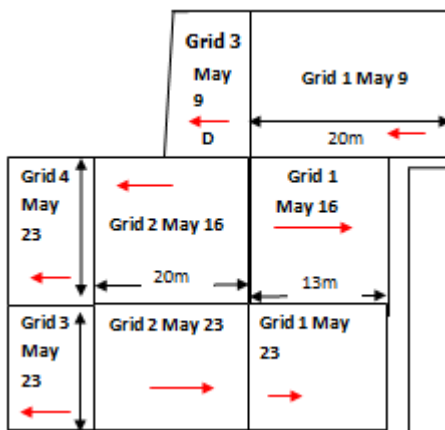 Grid 3
May
9
D
Grid 1 May 9
20m
Grid 4
May
23
Grid 2 May 16
20m
Grid 1
May 16
13m
Grid 3
May
23
Grid 2 May 23
Grid 1 May
23